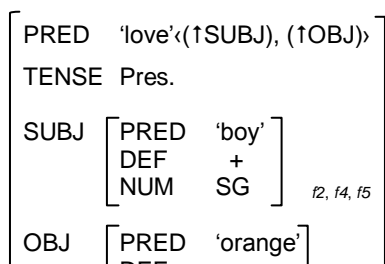 PRED ‘love’‹(↑SUBJ), (↑OBJ)›
TENSE Pres.
SUBJ PRED ‘boy’
DEF +
NUM SG
f2, f4, f5
OBJ PRED ‘orange’